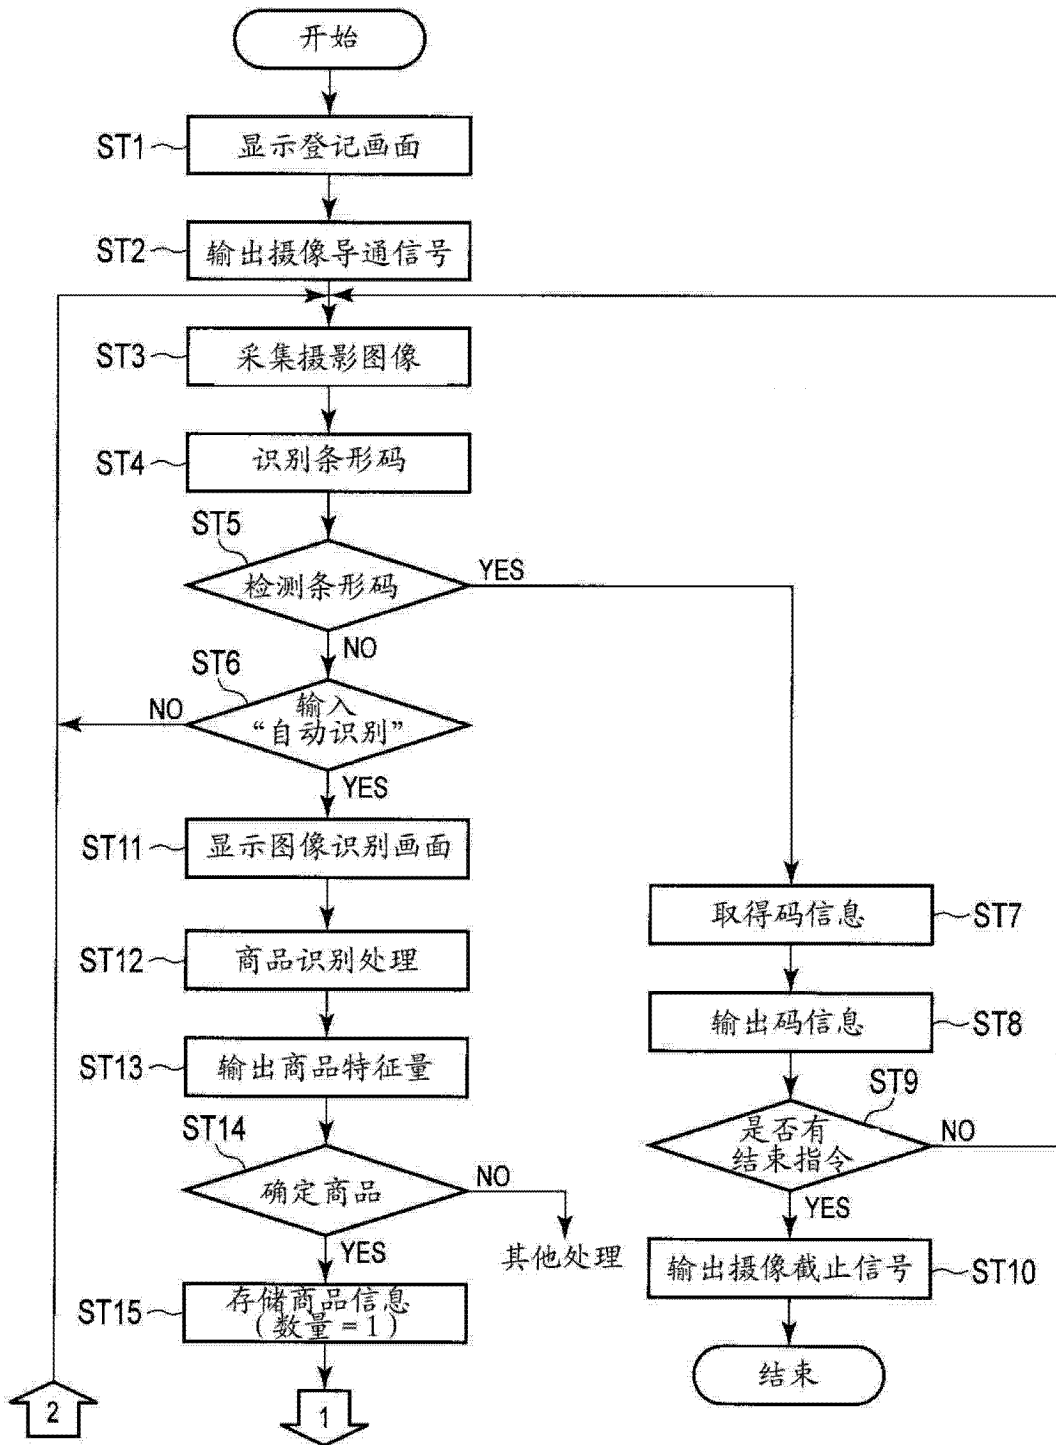 开始
ST1
显示登记画面
ST2
输出摄像导通信号
ST3
采集摄影图像
ST4
识别条形码
ST5
检测条形码
YES
NO
ST6
输入
“自动识别”
NO
YES
ST11
显示图像识别画面
ST12
商品识别处理
ST13
输出商品特征量
ST14
确定商品
NO
其他处理
YES
ST15
存储商品信息
（数量=1）
2
1
取得码信息
ST7
输出码信息
ST8
ST9
是否有
结束指令
NO
YES
输出摄像截止信号
ST10
结束